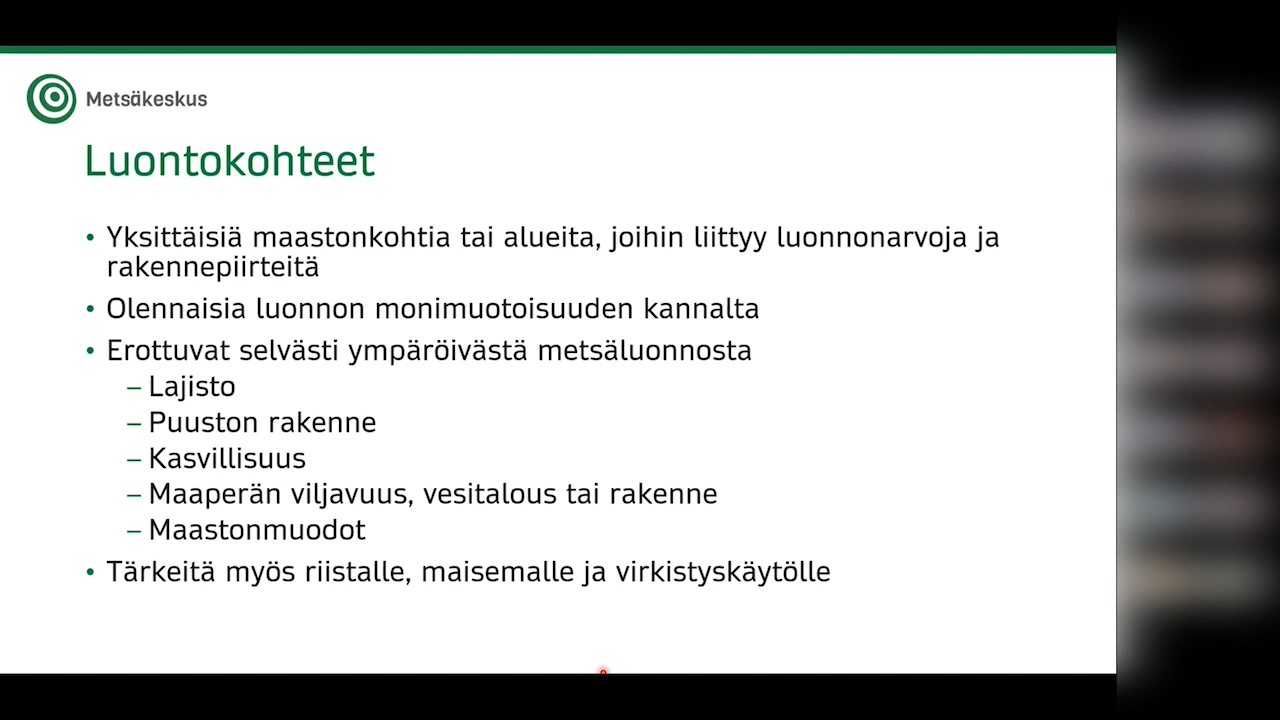 Metsäkeskus
Luontokohteet
• Yksittäisiä maastonkohtia tai alueita, joihin liittyy luonnonarvoja ja
rakennepiirteitä
• Olennaisia luonnon monimuotoisuuden kannalta
• Erottuvat selvästi ympäröivästä metsäluonnosta
– Lajisto
– Puuston rakenne
– Kasvillisuus
– Maaperän viljavuus, vesitalous tai rakenne
– Maastonmuodot
• Tärkeitä myös riistalle, maisemalle ja virkistyskäytölle